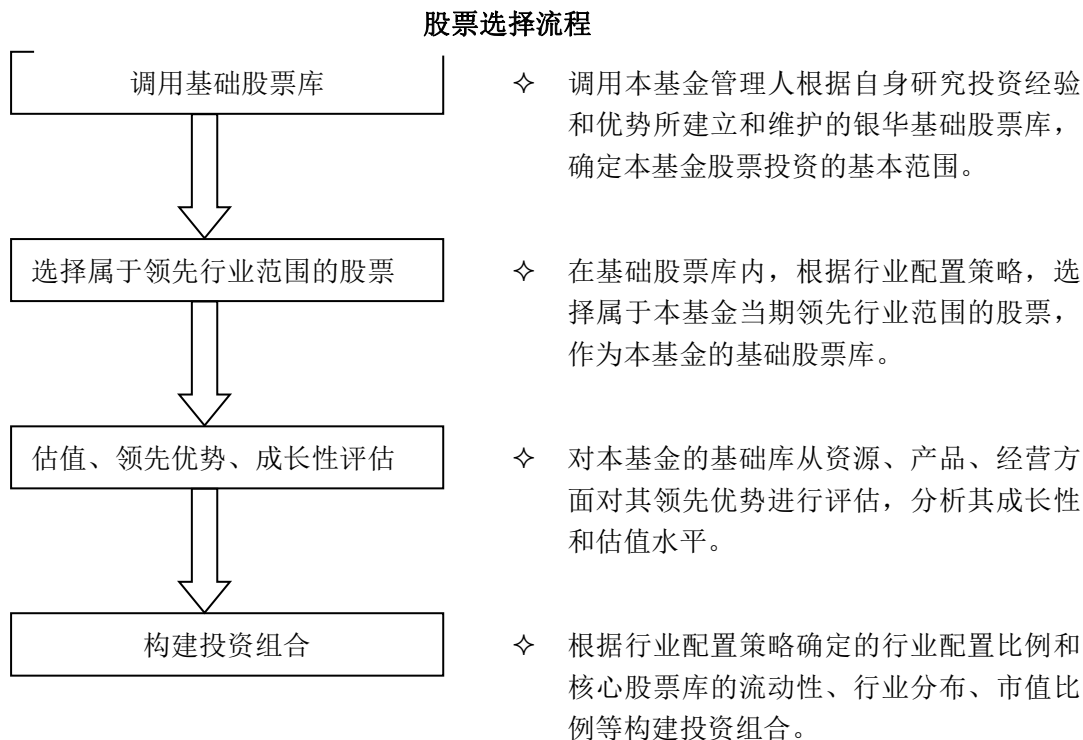 股票选择流程
调用基础股票库
✧ 调用本基金管理人根据自身研究投资经验
和优势所建立和维护的银华基础股票库，
确定本基金股票投资的基本范围。
选择属于领先行业范围的股票
✧ 在基础股票库内，根据行业配置策略，选
择属于本基金当期领先行业范围的股票，
作为本基金的基础股票库。
估值、领先优势、成长性评估
✧ 对本基金的基础库从资源、产品、经营方
面对其领先优势进行评估，分析其成长性
和估值水平。
构建投资组合
✧ 根据行业配置策略确定的行业配置比例和
核心股票库的流动性、行业分布、市值比
例等构建投资组合。